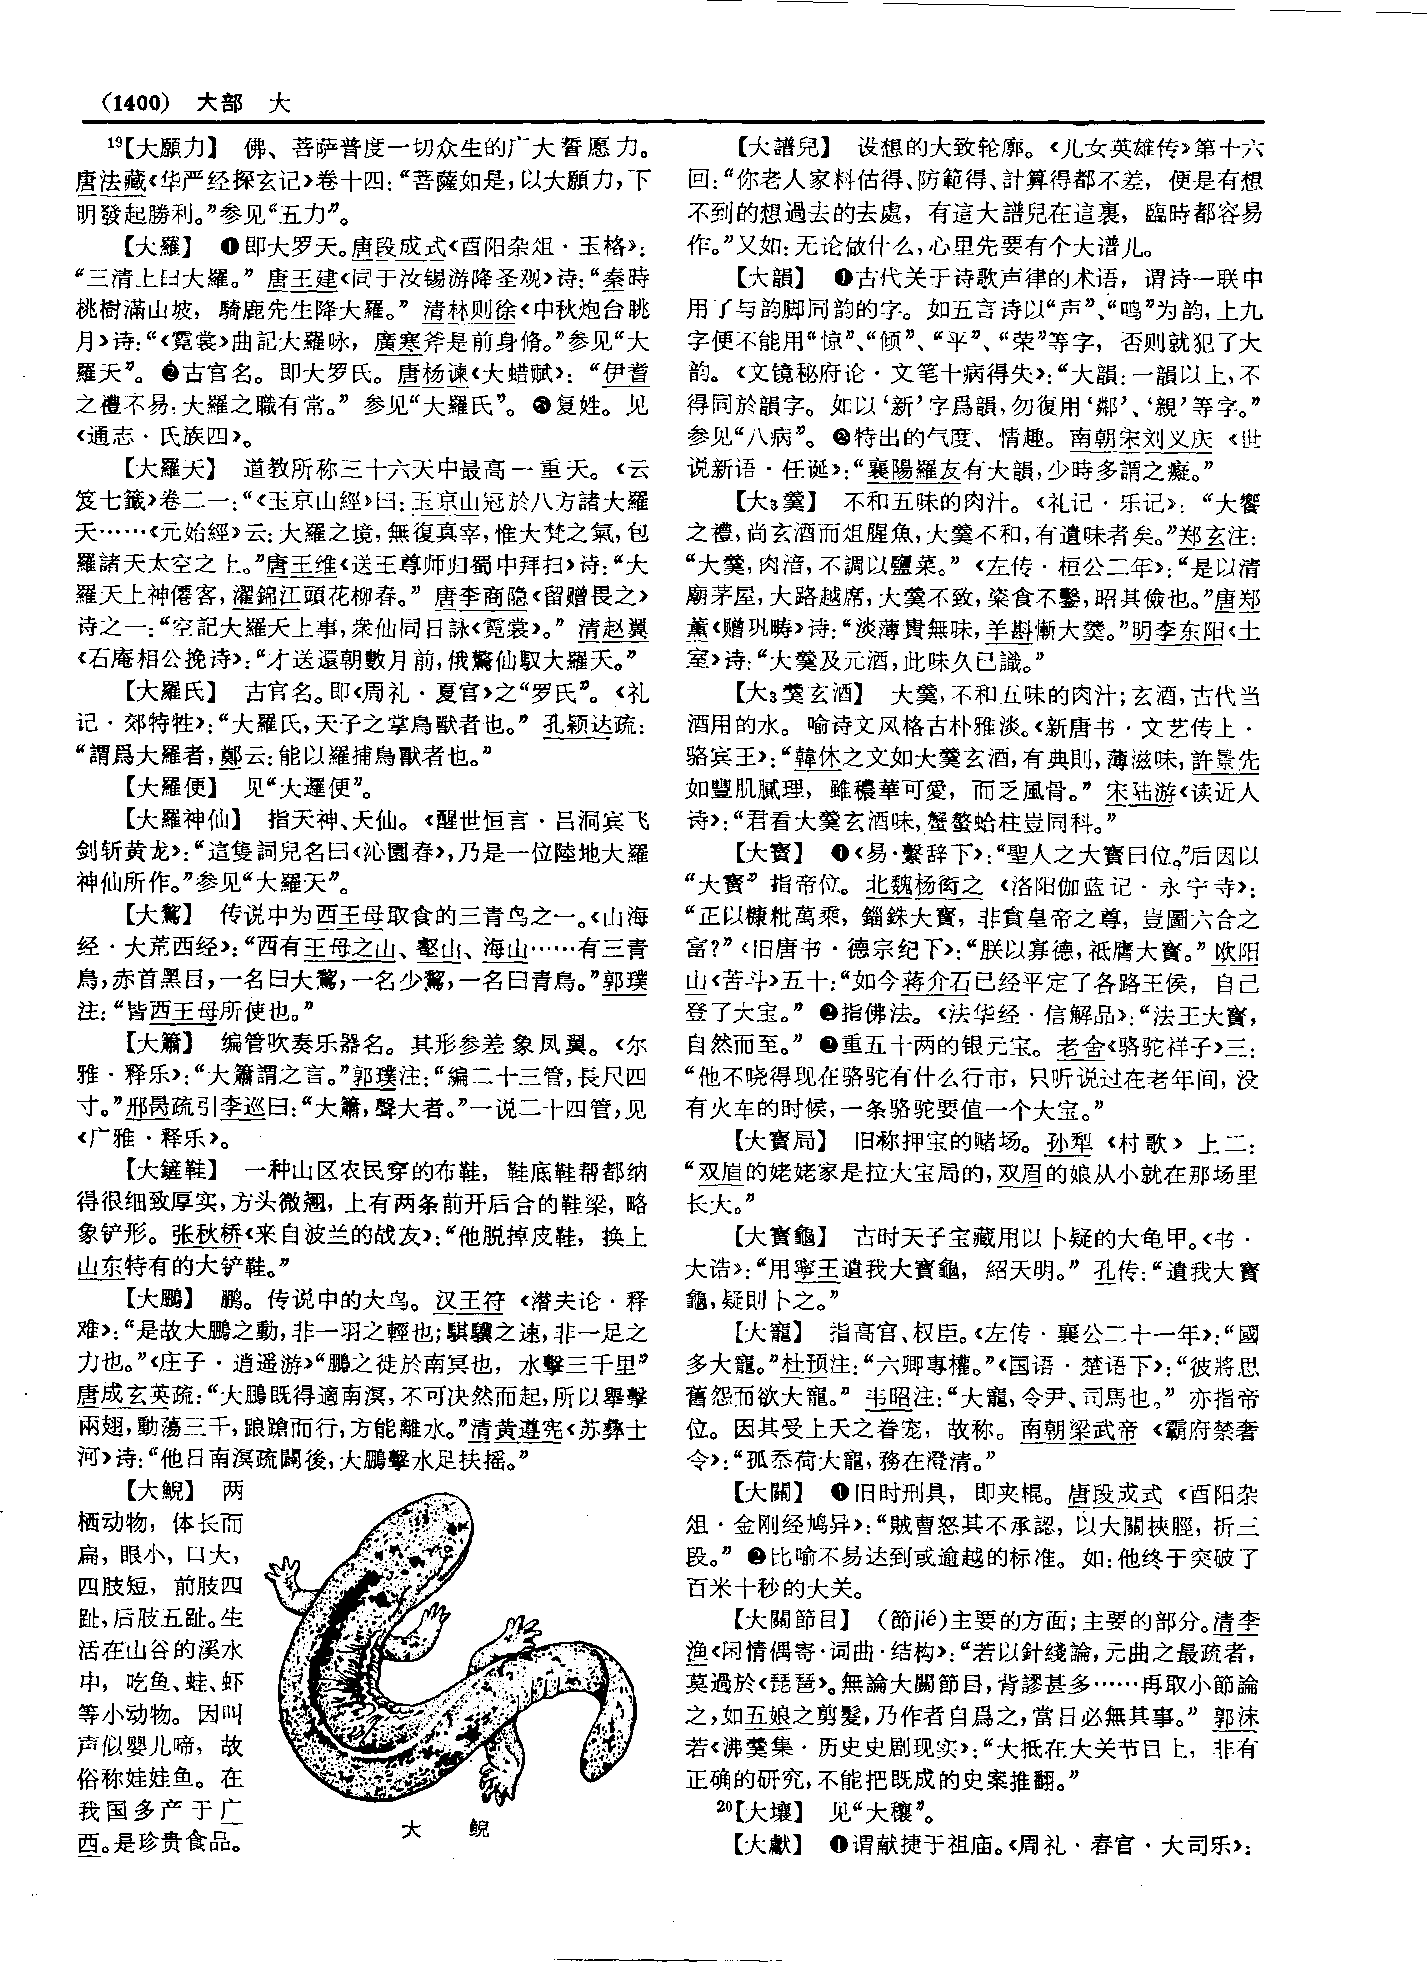 (1400) 大部 大
19【大願力】 佛、菩萨普度一切众生的广大誓愿力。
唐法藏《华严经探玄记》卷十四：“菩薩如是，以大願力，下
明發起勝利。”参见“五力”。
【大羅】 ❶即大罗天。唐段成式《酉阳杂俎·玉格》：
“三清上曰大羅。” 唐王建《同于汝锡游降圣观》诗：“秦時
桃樹滿山坡，騎鹿先生降大羅。” 清林则徐《中秋炮台眺
月》诗：“《霓裳》曲記大羅咏，廣寒斧是前身脩。”参见“大
羅天”。❷古官名。即大罗氏。唐杨谏《大蜡赋》：“伊耆
之禮不易，大羅之職有常。” 参见“大羅氏”。❸复姓。见
《通志·氏族四》。
【大羅天】 道教所称三十六天中最高一重天。《云
笈七籤》卷二一：“《玉京山經》曰：玉京山冠於八方諸大羅
天……《元始經》云：大羅之境，無復真宰，惟大梵之氣，包
羅諸天太空之上。”唐王维《送王尊师归蜀中拜扫》诗：“大
羅天上神僊客，濯錦江頭花柳春。” 唐李商隐《留赠畏之》
诗之一：“空記大羅天上事，衆仙同日詠《霓裳》。” 清赵翼
《石庵相公挽诗》：“才送還朝數月前，俄驚仙馭大羅天。”
【大羅氏】 古官名。即《周礼·夏官》之“罗氏”。《礼
记·郊特牲》：“大羅氏，天子之掌鳥獸者也。” 孔颖达疏：
“謂爲大羅者，鄭云：能以羅捕鳥獸者也。”
【大羅便】 见“大邏便”。
【大羅神仙】 指天神、天仙。《醒世恒言·吕洞宾飞
剑斩黄龙》：“這隻詞兒名曰《沁園春》，乃是一位陸地大羅
神仙所作。”参见“大羅天”。
【大鵹】 传说中为西王母取食的三青鸟之一。《山海
经·大荒西经》：“西有王母之山、壑山、海山……有三青
鳥，赤首黑目，一名曰大鵹，一名少鵹，一名曰青鳥。”郭璞
注：“皆西王母所使也。”
【大簫】 编管吹奏乐器名。其形参差象凤翼。《尔
雅·释乐》：“大簫謂之言。”郭璞注：“編二十三管，長尺四
寸。”邢昺疏引李巡曰：“大簫，聲大者。”一说二十四管，见
《广雅·释乐》。
【大鏟鞋】 一种山区农民穿的布鞋，鞋底鞋帮都纳
得很细致厚实，方头微翘，上有两条前开后合的鞋梁，略
象铲形。张秋桥《来自波兰的战友》：“他脱掉皮鞋，换上
山东特有的大铲鞋。”
【大鵬】 鹏。传说中的大鸟。汉王符《潜夫论·释
难》：“是故大鵬之動，非一羽之輕也；騏驥之速，非一足之
力也。”《庄子·逍遥游》“鵬之徙於南冥也，水擊三千里”
唐成玄英疏：“大鵬既得適南溟，不可决然而起，所以舉擊
兩翅，動蕩三千，踉蹌而行，方能離水。”清黄遵宪《苏彝士
河》诗：“他日南溟疏闢後，大鵬擊水足扶摇。”
【大鯢】 两
栖动物，体长而
扁，眼小，口大，
四肢短，前肢四
趾，后肢五趾。生
活在山谷的溪水
中，吃鱼、蛙、虾
等小动物。因叫
声似婴儿啼，故
俗称娃娃鱼。在
我国多产于广
西。是珍贵食品。
大 鯢
【大譜兒】 设想的大致轮廓。《儿女英雄传》第十六
回：“你老人家料估得、防範得、計算得都不差，便是有想
不到的想過去的去處，有這大譜兒在這裏，臨時都容易
作。”又如：无论做什么，心里先要有个大谱儿。
【大韻】 ❶古代关于诗歌声律的术语，谓诗一联中
用了与韵脚同韵的字。如五言诗以“声”、“鸣”为韵，上九
字便不能用“惊”、“倾”、“平”、“荣”等字，否则就犯了大
韵。《文镜秘府论·文笔十病得失》：“大韻：一韻以上，不
得同於韻字。如以‘新’字爲韻，勿復用‘鄰’、‘親’等字。”
参见“八病”。❷特出的气度、情趣。南朝宋刘义庆《世
说新语·任诞》：“襄陽羅友有大韻，少時多謂之癡。”
【大3羹】 不和五味的肉汁。《礼记·乐记》：“大饗
之禮，尚玄酒而俎腥魚，大羹不和，有遺味者矣。”郑玄注：
“大羹，肉湆，不調以鹽菜。”《左传·桓公二年》：“是以清
廟茅屋，大路越席，大羹不致，粢食不鑿，昭其儉也。”唐郑
薰《赠巩畴》诗：“淡薄貴無味，羊斟慚大羹。”明李东阳《土
室》诗：“大羹及元酒，此味久已識。”
【大3羹玄酒】 大羹，不和五味的肉汁；玄酒，古代当
酒用的水。喻诗文风格古朴雅淡。《新唐书·文艺传上·
骆宾王》：“韓休之文如大羹玄酒，有典則，薄滋味，許景先
如豐肌膩理，雖穠華可愛，而乏風骨。” 宋陆游《读近人
诗》：“君看大羹玄酒味，蟹螯蛤柱豈同科。”
【大寳】 ❶《易·繫辞下》：“聖人之大寳曰位。”后因以
“大寳”指帝位。北魏杨衒之《洛阳伽蓝记·永宁寺》：
“正以糠粃萬乘，錙銖大寳，非貪皇帝之尊，豈圖六合之
富？”《旧唐书·德宗纪下》：“朕以寡德，祗膺大寳。” 欧阳
山《苦斗》五十：“如今蒋介石已经平定了各路王侯，自己
登了大宝。” ❷指佛法。《法华经·信解品》：“法王大寳，
自然而至。” ❸重五十两的银元宝。老舍《骆驼祥子》三：
“他不晓得现在骆驼有什么行市，只听说过在老年间，没
有火车的时候，一条骆驼要值一个大宝。”
【大寳局】 旧称押宝的赌场。孙犁《村歌》上二：
“双眉的姥姥家是拉大宝局的，双眉的娘从小就在那场里
长大。”
【大寳龜】 古时天子宝藏用以卜疑的大龟甲。《书·
大诰》：“用寧王遺我大寳龜，紹天明。” 孔传：“遺我大寳
龜，疑則卜之。”
【大寵】 指高官、权臣。《左传·襄公二十一年》：“國
多大寵。”杜预注：“六卿專權。”《国语·楚语下》：“彼將思
舊怨而欲大寵。” 韦昭注：“大寵，令尹、司馬也。” 亦指帝
位。因其受上天之眷宠，故称。南朝梁武帝《霸府禁奢
令》：“孤忝荷大寵，務在澄清。”
【大關】 ❶旧时刑具，即夹棍。唐段成式《酉阳杂
俎·金刚经鸠异》：“賊曹怒其不承認，以大關挾脛，折三
段。” ❷比喻不易达到或逾越的标准。如：他终于突破了
百米十秒的大关。
【大關節目】 （節jié）主要的方面；主要的部分。清李
渔《闲情偶寄·词曲·结构》：“若以針綫論，元曲之最疏者，
莫過於《琵琶》。無論大關節目，背謬甚多……再取小節論
之，如五娘之剪髮，乃作者自爲之，當日必無其事。” 郭沫
若《沸羹集·历史史剧现实》：“大抵在大关节目上，非有
正确的研究，不能把既成的史案推翻。”
20【大壤】 见“大穰”。
【大獻】 ❶谓献捷于祖庙。《周礼·春官·大司乐》：